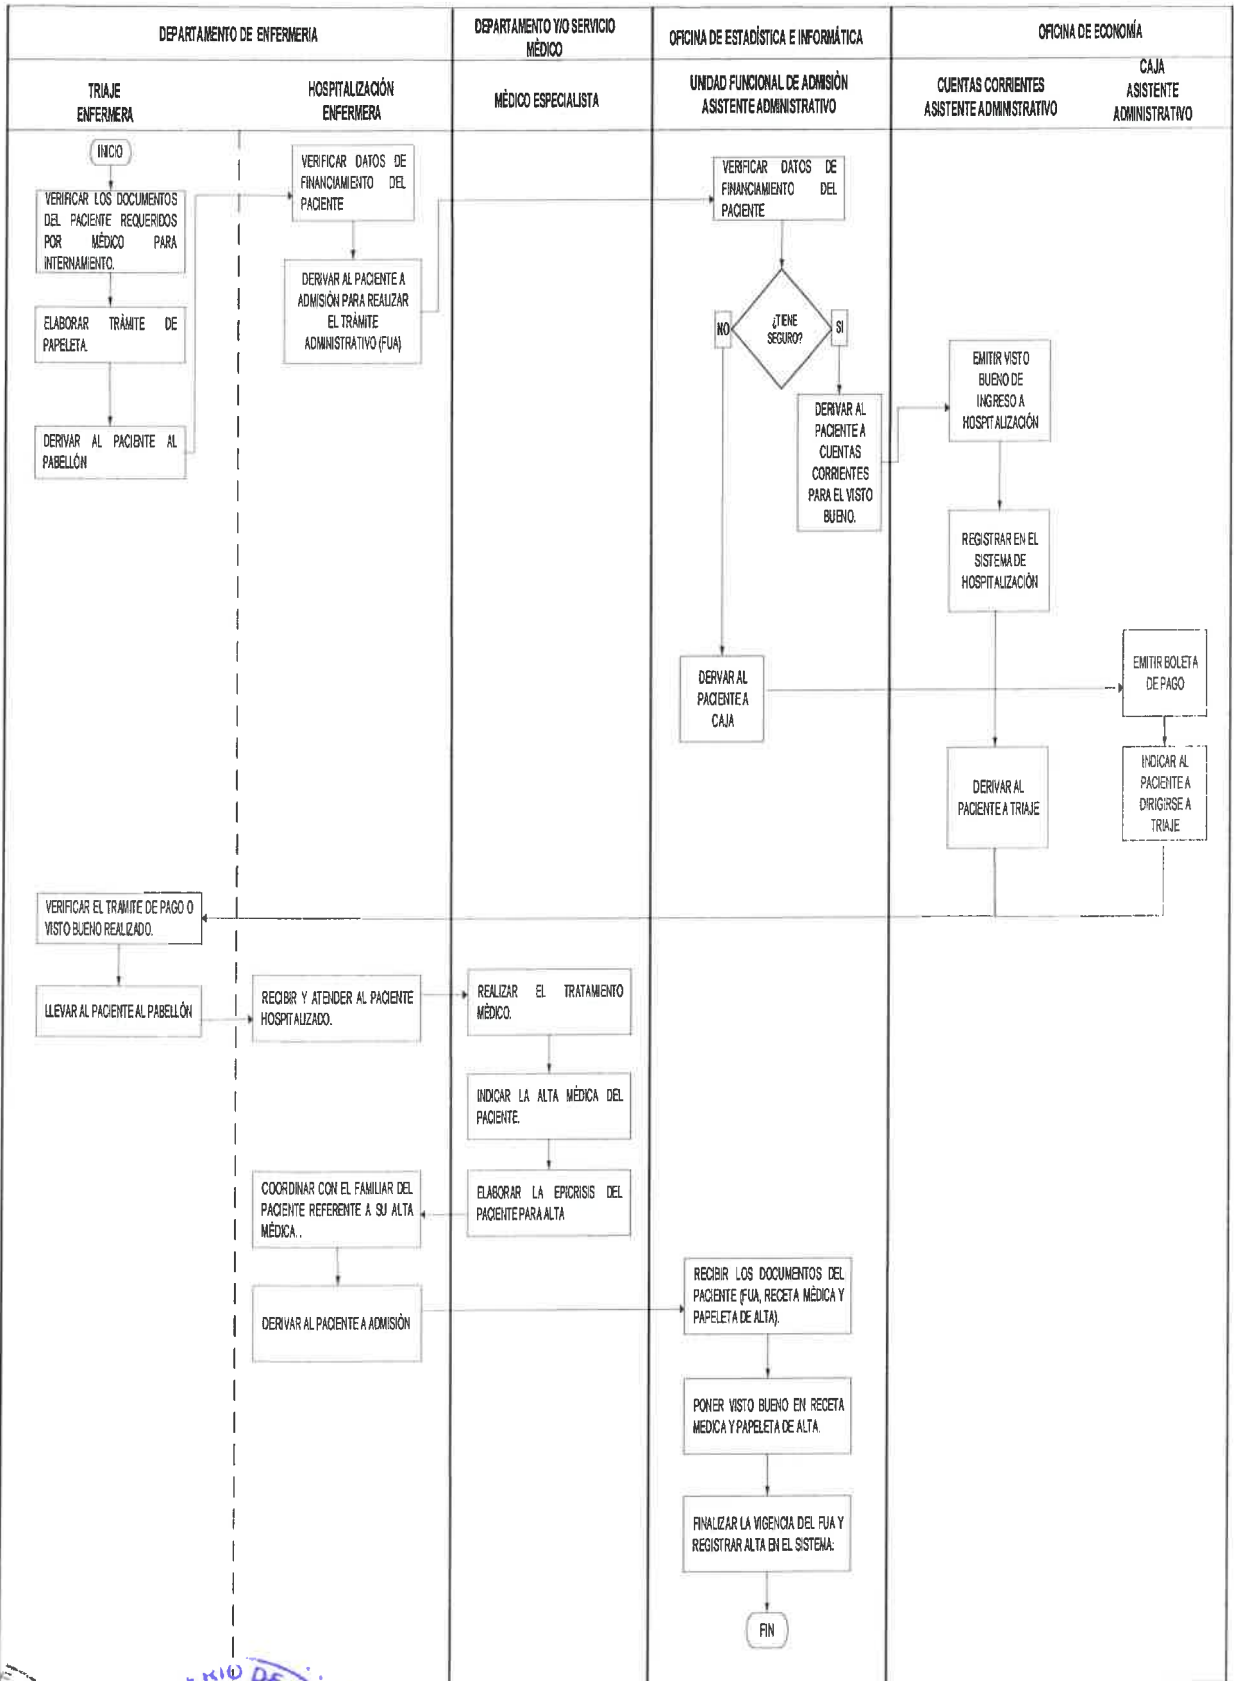 DEPARTAMENTO DE ENFERMERIA
DEPARTAMENTO Y/O SERVICIO
MÉDICO
OFICINA DE ESTADÍSTICA E INFORMÁTICA
OFICINA DE ECONOMÍA
TRIAJE
ENFERMERA
HOSPITALIZACIÓN
ENFERMERA
MÉDICO ESPECIALISTA
UNIDAD FUNCIONAL DE ADMISIÓN
ASISTENTE ADMINISTRATIVO
CUENTAS CORRIENTES
ASISTENTE ADMINISTRATIVO
CAJA
ASISTENTE
ADMINISTRATIVO
INICIO
VERIFICAR LOS DOCUMENTOS
DEL PACIENTE REQUERIDOS
POR MÉDICO PARA
INTERNAMIENTO.
ELABORAR TRÁMITE DE
PAPELETA.
DERIVAR AL PACIENTE AL
PABELLÓN
VERIFICAR DATOS DE
FINANCIAMIENTO DEL
PACIENTE
DERIVAR AL PACIENTE A
ADMISIÓN PARA REALIZAR
EL TRÁMITE
ADMINISTRATIVO (FUA)
VERIFICAR DATOS DE
FINANCIAMIENTO DEL
PACIENTE
¿TIENE
SEGURO?
NO
SI
DERIVAR AL
PACIENTE A
CUENTAS
CORRIENTES
PARA EL VISTO
BUENO.
EMITIR VISTO
BUENO DE
INGRESO A
HOSPITALIZACIÓN
REGISTRAR EN EL
SISTEMA DE
HOSPITALIZACIÓN
DERVAR AL
PACIENTE A
CAJA
EMITIR BOLETA
DE PAGO
DERIVAR AL
PACIENTE A TRIAJE
INDICAR AL
PACIENTE A
DIRIGIRSE A
TRIAJE
VERIFICAR EL TRÁMITE DE PAGO O
VISTO BUENO REALIZADO.
LLEVAR AL PACIENTE AL PABELLÓN
RECIBIR Y ATENDER AL PACIENTE
HOSPITALIZADO.
REALIZAR EL TRATAMIENTO
MÉDICO.
INDICAR LA ALTA MÉDICA DEL
PACIENTE.
ELABORAR LA EPICRISIS DEL
PACIENTE PARA ALTA
COORDINAR CON EL FAMILIAR DEL
PACIENTE REFERENTE A SU ALTA
MÉDICA. .
DERIVAR AL PACIENTE A ADMISIÓN
RECIBIR LOS DOCUMENTOS DEL
PACIENTE (FUA, RECETA MÉDICA Y
PAPELETA DE ALTA).
PONER VISTO BUENO EN RECETA
MEDICA Y PAPELETA DE ALTA.
FINALIZAR LA VIGENCIA DEL FUA Y
REGISTRAR ALTA EN EL SISTEMA:
FIN
DE